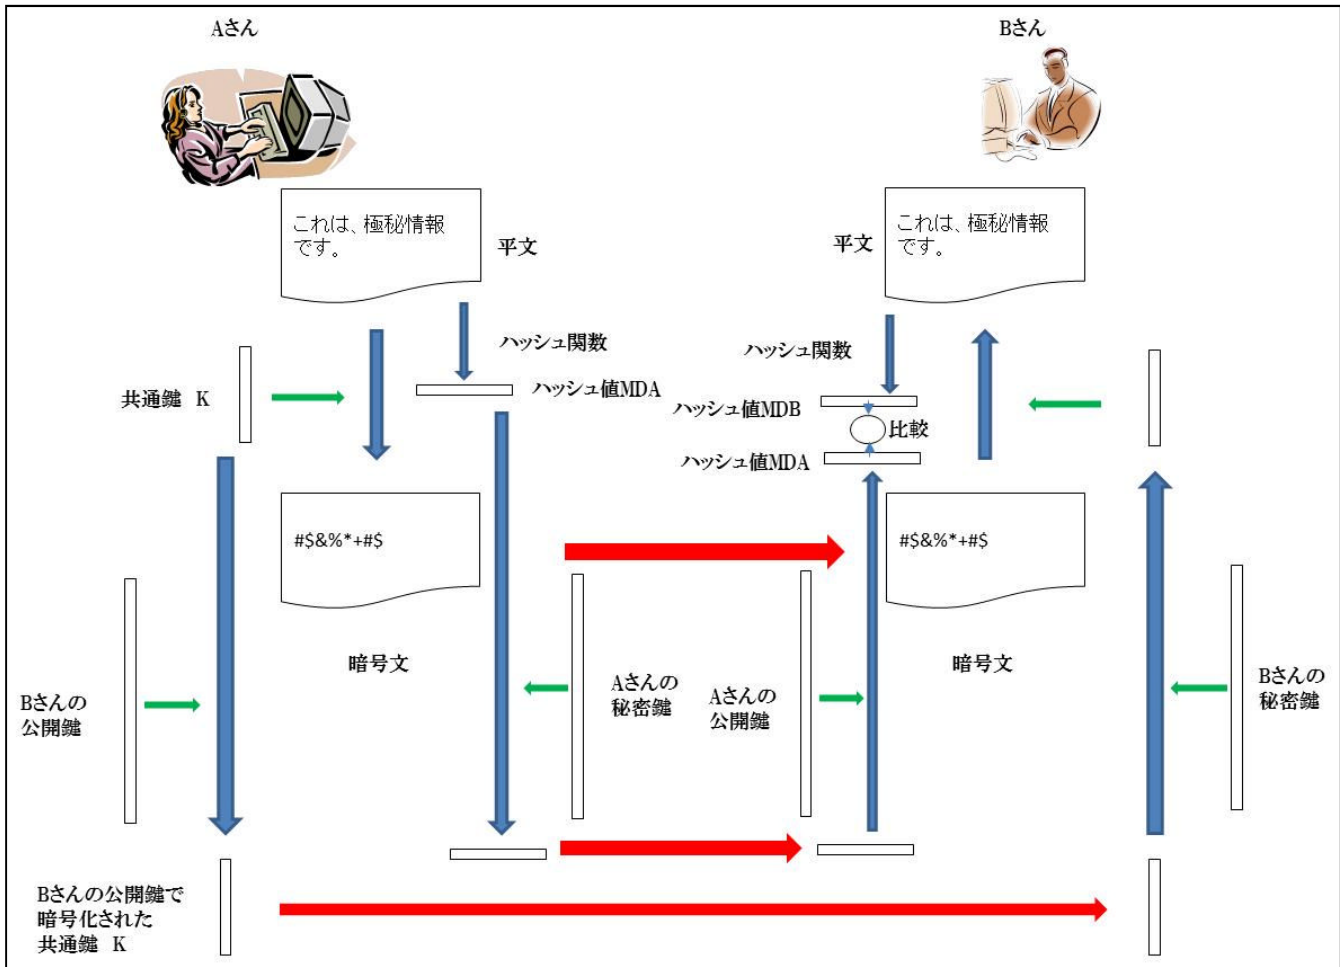 Aさん
Bさん
これは、極秘情報
です。
平文
平文
これは、極秘情報
です。
ハッシュ関数
ハッシュ関数
共通鍵 K
ハッシュ値MDA
ハッシュ値MDB
比較
ハッシュ値MDA
#$&%*+#$
#$&%*+#$
暗号文
暗号文
Bさんの
公開鍵
Aさんの
秘密鍵
Aさんの
公開鍵
Bさんの
秘密鍵
Bさんの公開鍵で
暗号化された
共通鍵 K